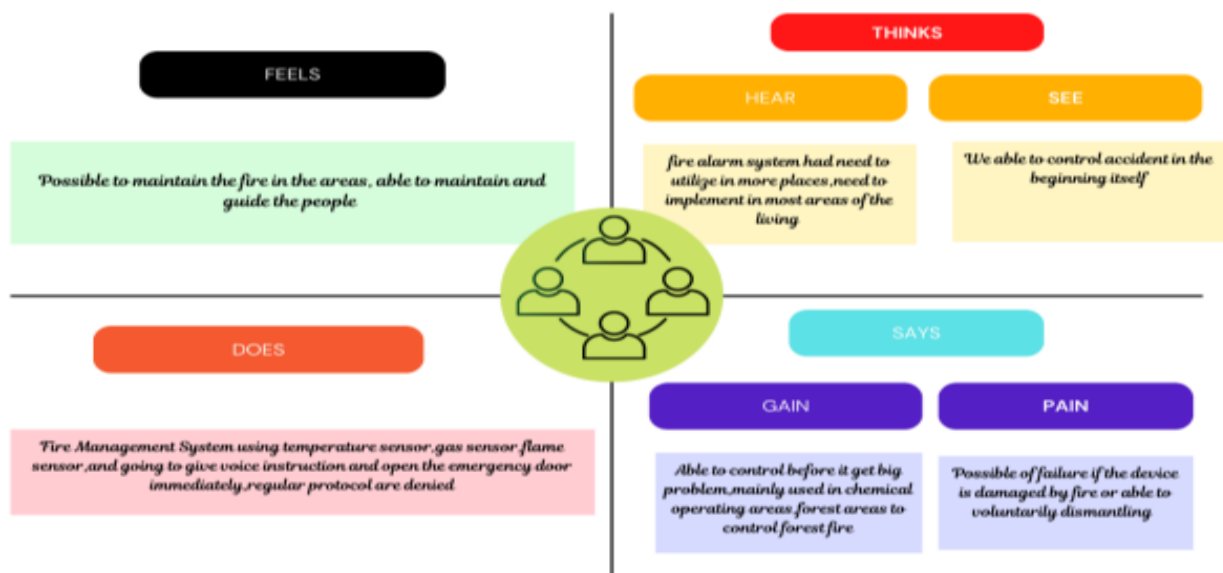 FEELS
Possible to maintain the fire in the areas, able to maintain and
guide the people
THINKS
HEAR
fire alarm system had need to
utilize in more places,need to
implement in most areas of the
living
SEE
We able to control accident in the
beginning itself
DOES
Fire Management System using temperature sensor,gas sensor,flame
sensor,and going to give voice instruction and open the emergency door
immediately,regular protocol are denied
SAYS
GAIN
Able to control before it get big
problem,mainly used in chemical
operating areas,forest areas to
control forest fire
PAIN
Possible of failure if the device
is damaged by fire or able to
voluntarily dismantling